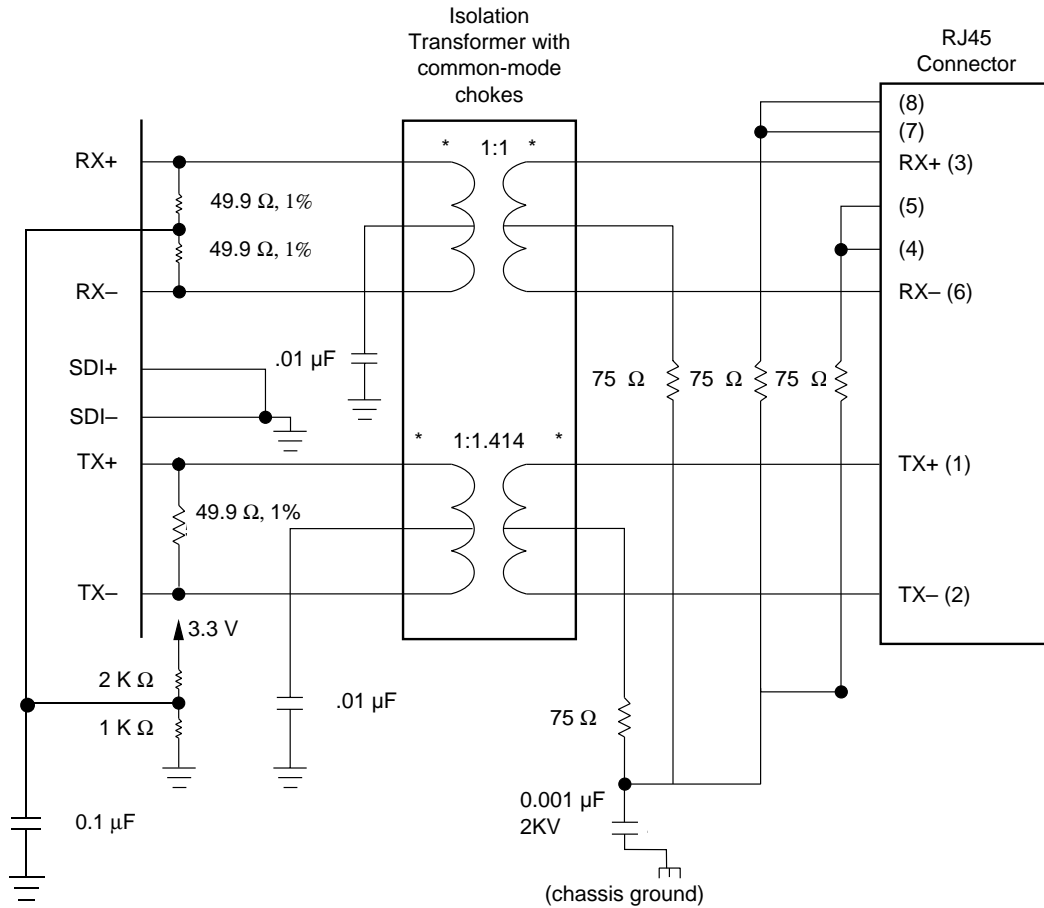 Isolation
Transformer with
common-mode
chokes
RJ45
Connector
(8)
(7)
RX+
* 1:1 *
RX+ (3)
49.9 Ω, 1%
(5)
49.9 Ω, 1%
(4)
RX–
RX– (6)
SDI+
.01 µF
75 Ω
75 Ω
75 Ω
SDI–
* 1:1.414 *
TX+
TX+ (1)
49.9 Ω, 1%
TX–
TX– (2)
3.3 V
2 K Ω
.01 µF
1 K Ω
75 Ω
0.1 µF
0.001 µF
2KV
(chassis ground)